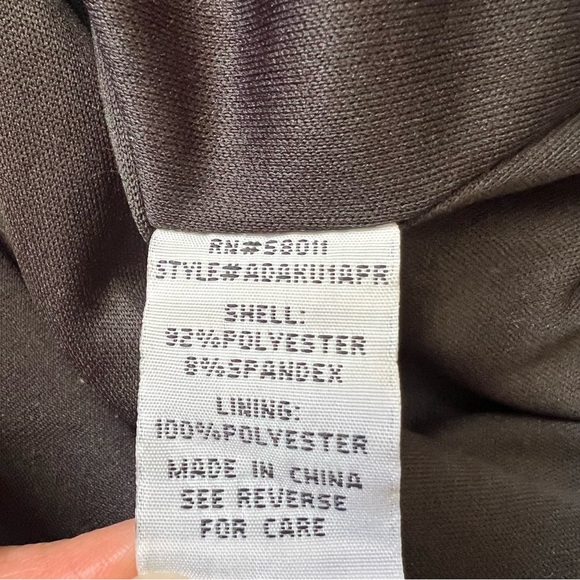 RN#58011
STYLE#ADAKU1APR
SHELL:
92%POLYESTER
8%SPANDEX
LINING:
100%POLYESTER
MADE IN CHINA
SEE REVERSE
FOR CARE